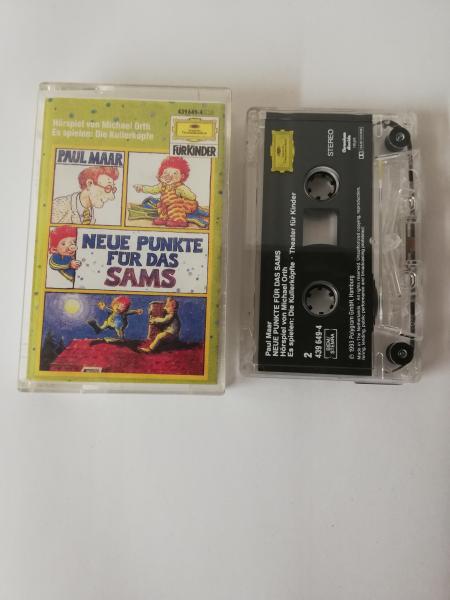 439 649-4
Hörspiel von Michael Orth
Es spielen: Die Kullerköpfe
FÜR KINDER
PAUL MAAR
NEUE PUNKTE
FÜR DAS
SAMS
STEREO
Paul Maar
NEUE PUNKTE FÜR DAS SAMS
Hörspiel von Michael Orth
Es spielen: Die Kullerköpfe · Theater für Kinder
2
439 649-4
BIEM/
STEMRA